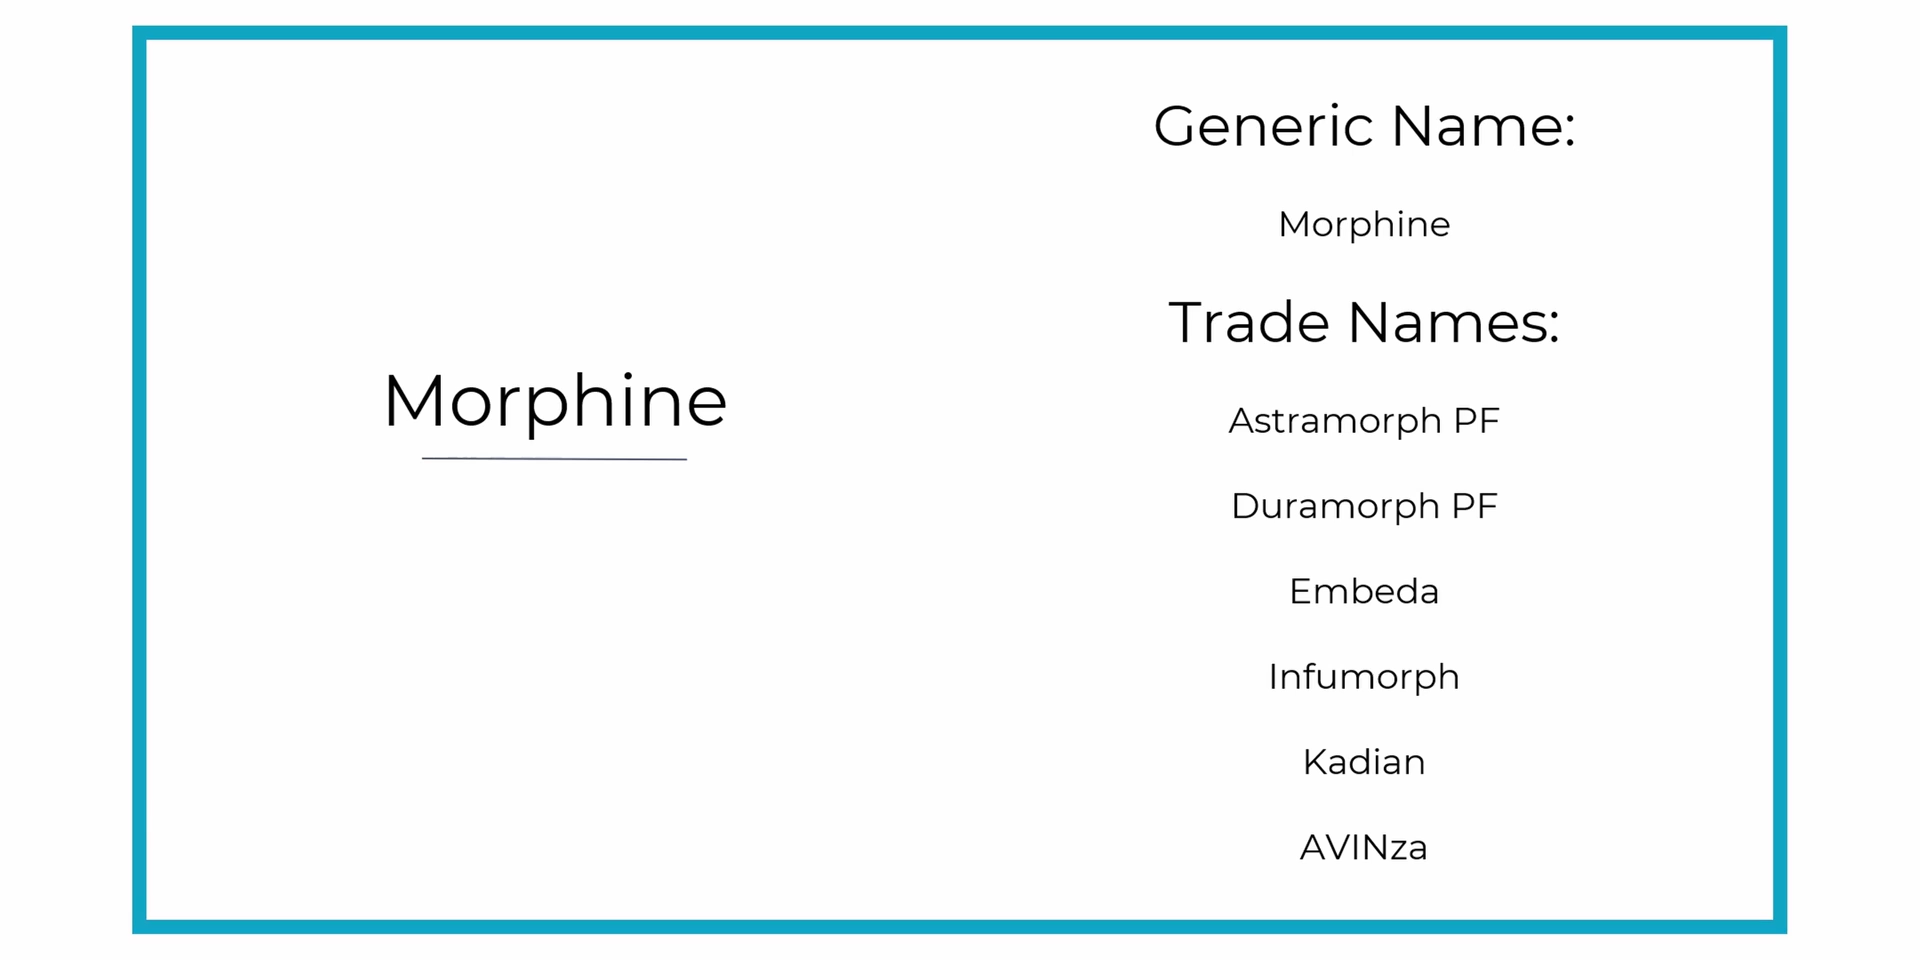 Morphine
Generic Name:
Morphine
Trade Names:
Astramorph PF
Duramorph PF
Embeda
Infumorph
Kadian
AVINza